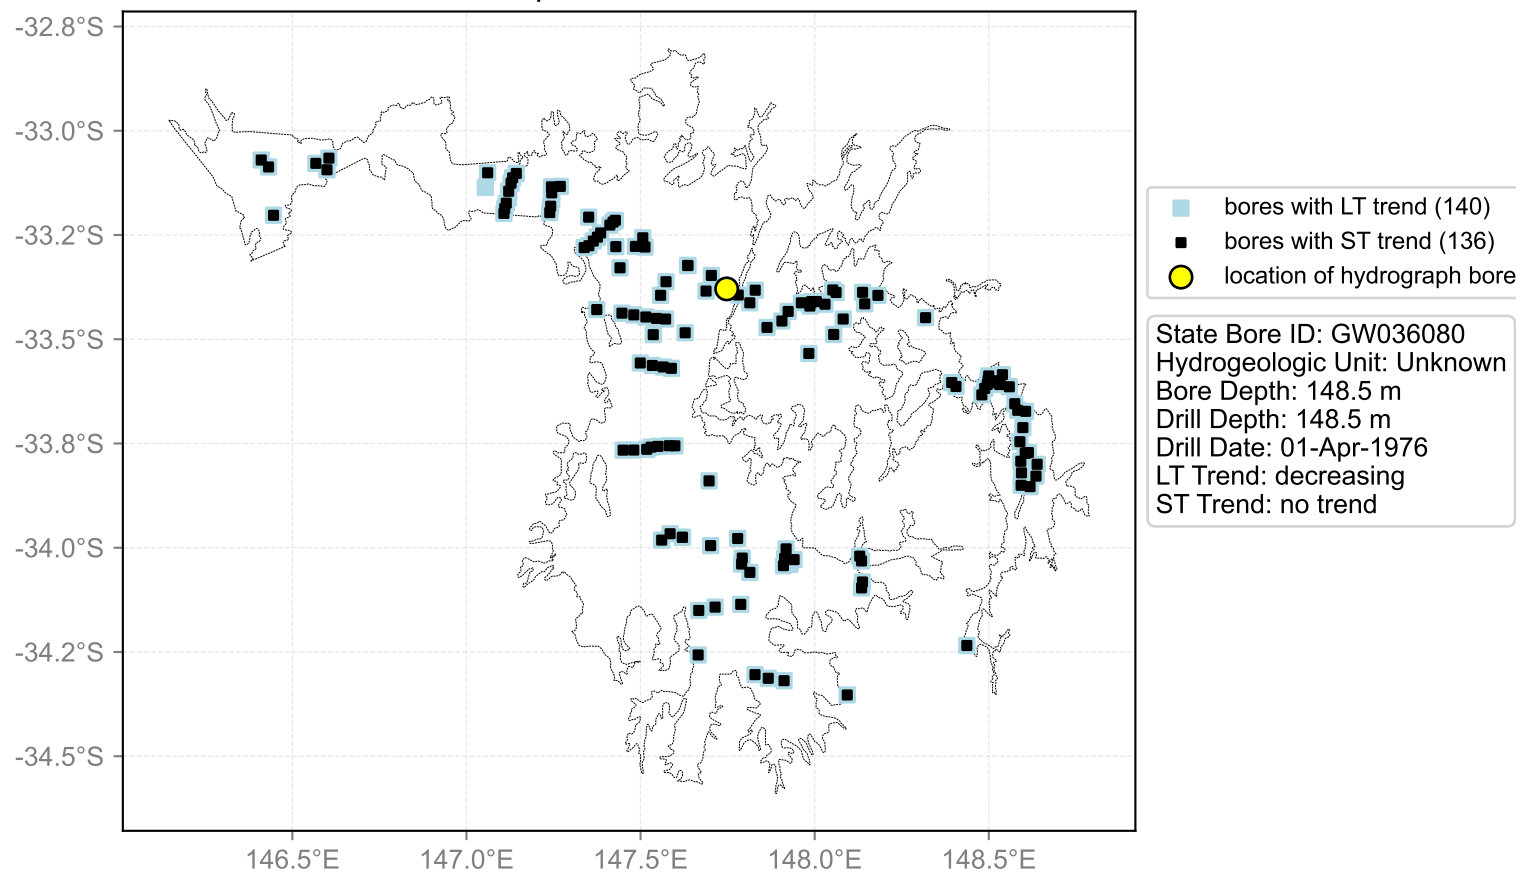 -32.8°S
-33.0°S
-33.2°S
-33.5°S
-33.8°S
-34.0°S
-34.2°S
-34.5°S
146.5°E
147.0°E
147.5°E
148.0°E
148.5°E
bores with LT trend (140)
bores with ST trend (136)
location of hydrograph bore
State Bore ID: GW036080
Hydrogeologic Unit: Unknown
Bore Depth: 148.5 m
Drill Depth: 148.5 m
Drill Date: 01-Apr-1976
LT Trend: decreasing
ST Trend: no trend